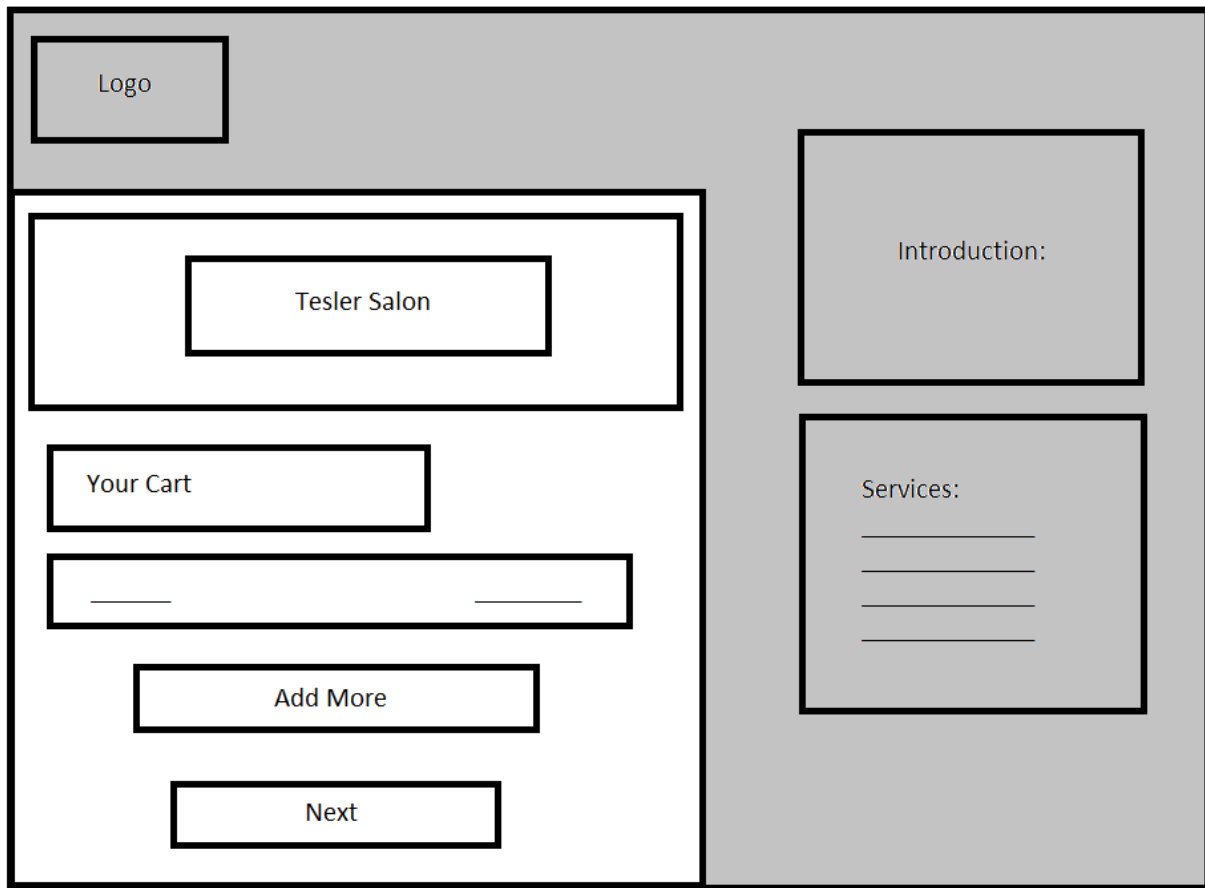 Logo
Tesler Salon
Your Cart
Add More
Next
Introduction:
Services: